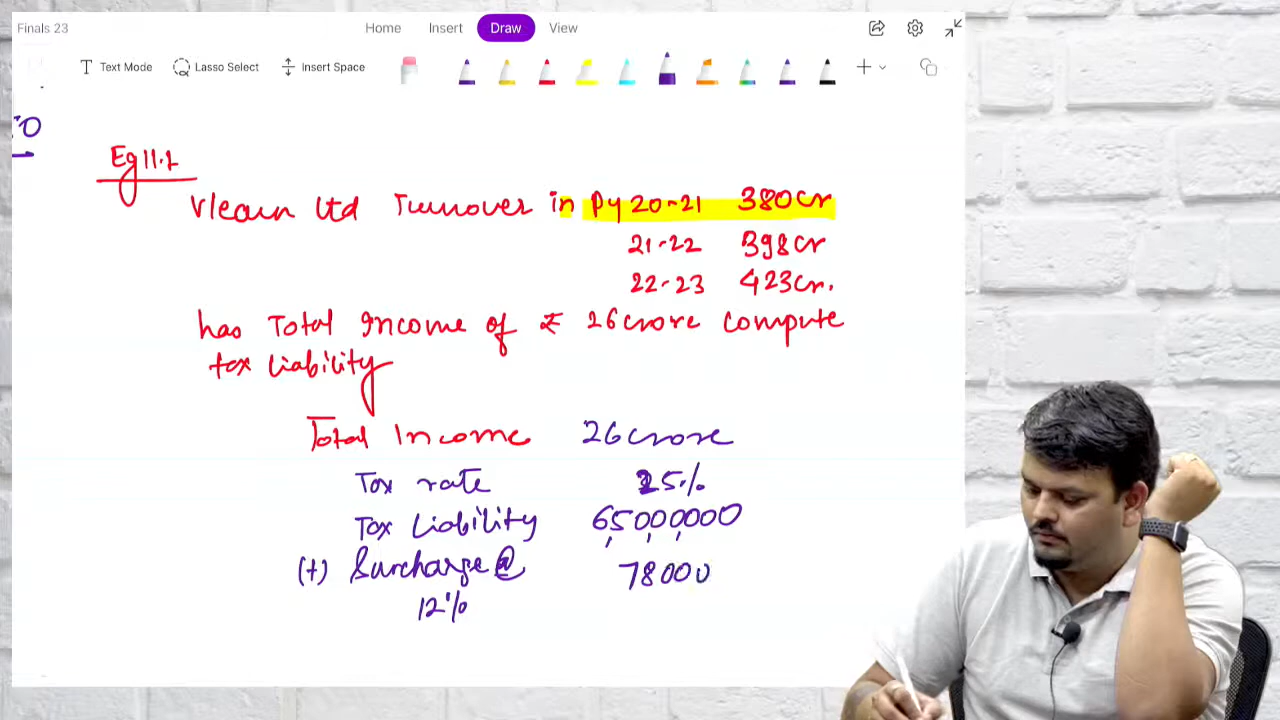 Finals 23
Home Insert Draw View
Text Mode Lasso Select Insert Space
Eg 11.1
Vlearn Ltd Turnover in Py 20-21 380Cr
21-22 398Cr
22-23 423Cr.
has Total Income of ₹ 26crore compute
tax liability
Total Income 26crore
Tax rate 25%
Tax Liability 65000000
(+) Surcharge @ 78000
12%